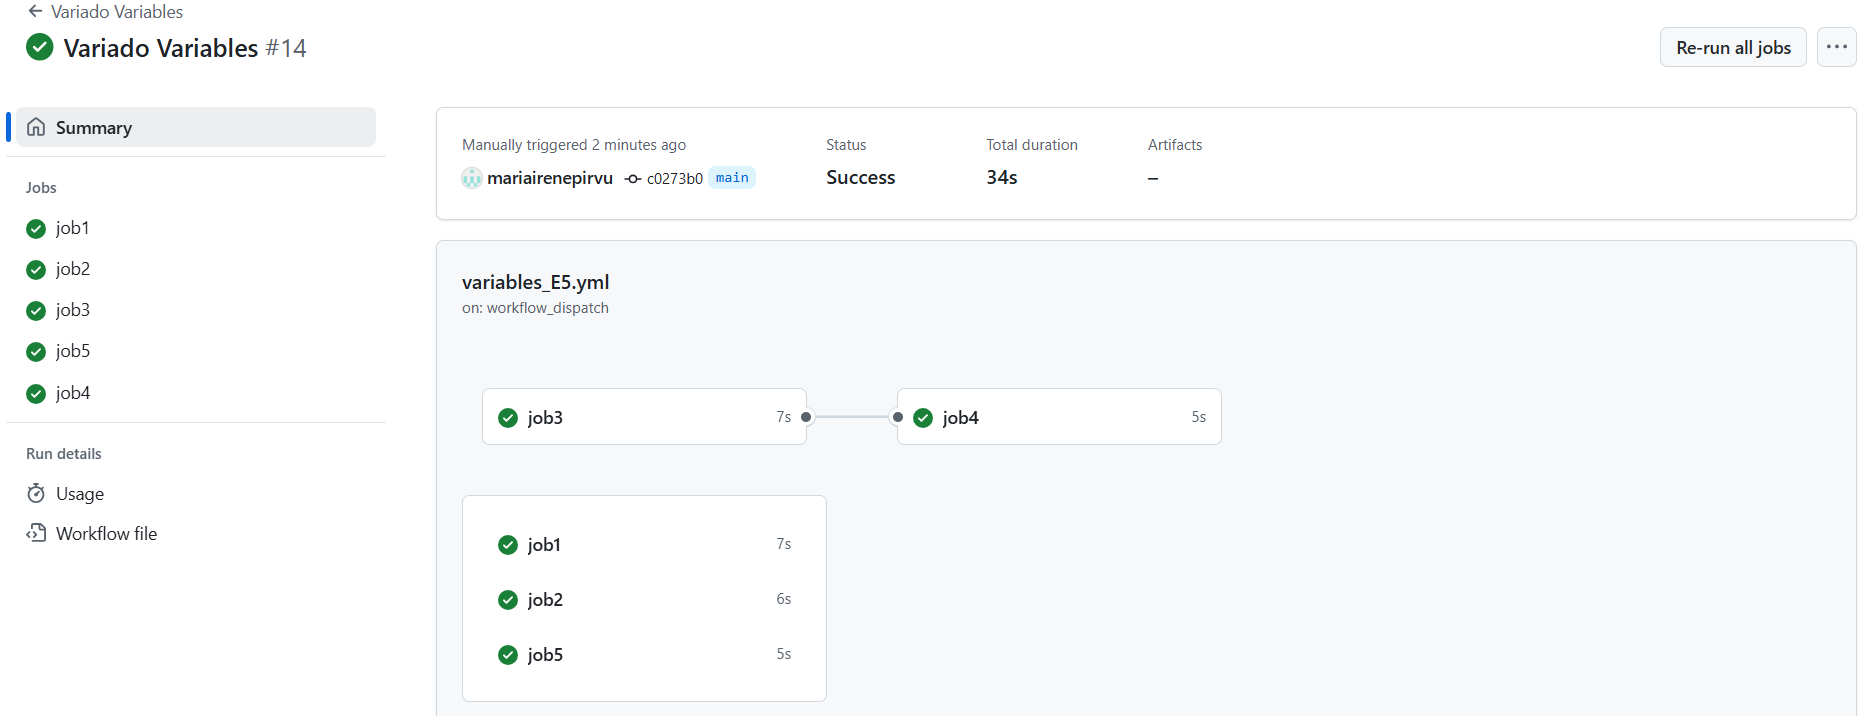 Variado Variables
Variado Variables #14
Re-run all jobs
Summary
Jobs
job1
job2
job3
job5
job4
Run details
Usage
Workflow file
Manually triggered 2 minutes ago
mariairenepirvu c0273b0 main
Status
Success
Total duration
34s
Artifacts
–
variables_E5.yml
on: workflow_dispatch
job3 7s
job4 5s
job1 7s
job2 6s
job5 5s